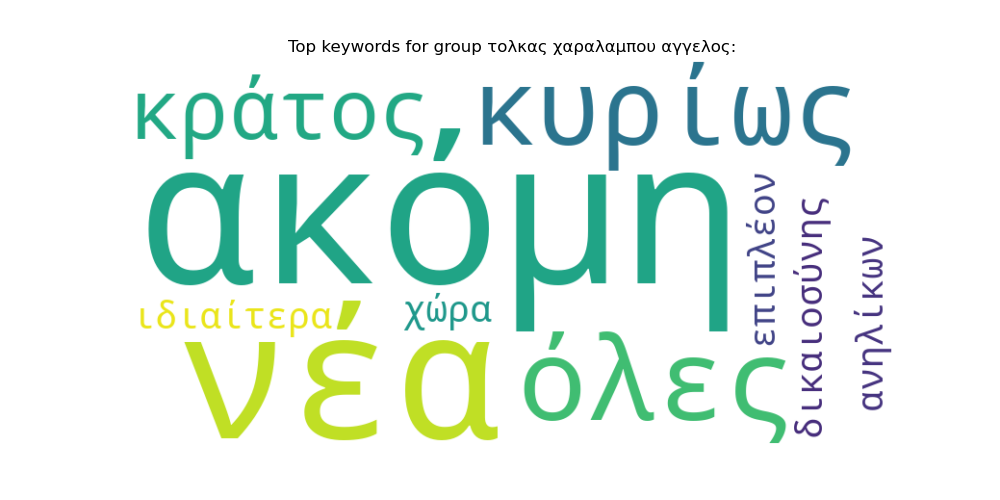 Top keywords for group τολκας χαραλαμπου αγγελος:
κράτος
κυρίως
ακόμη
επιπλέον
δικαιοσύνης
ανηλίκων
ιδιαίτερα
χώρα
νέα
όλες